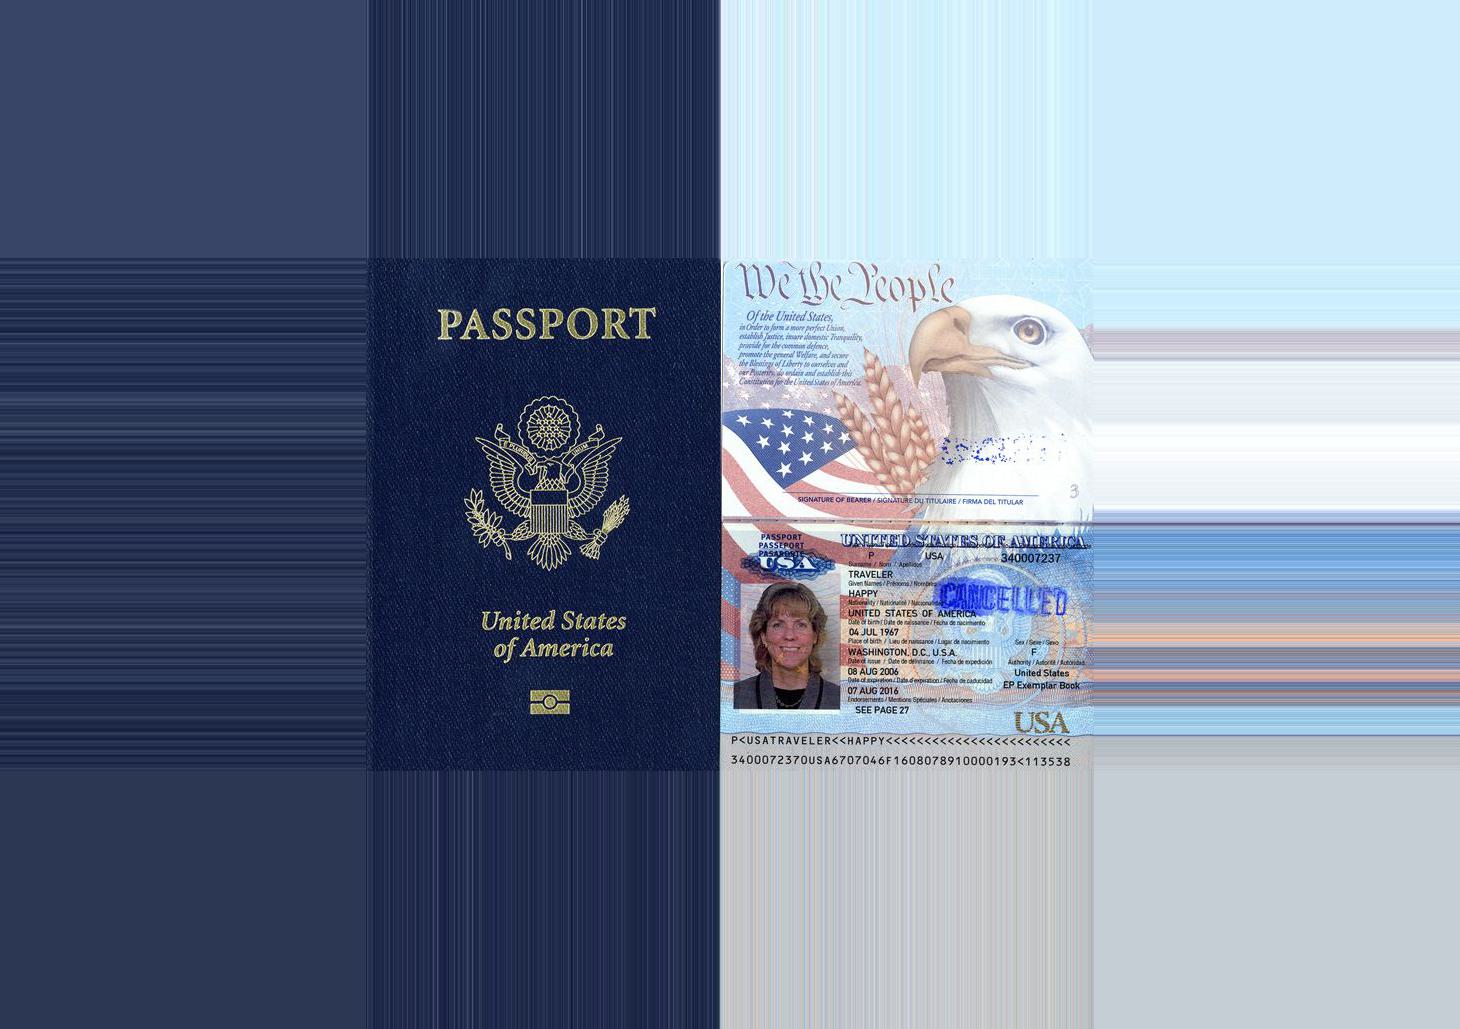 PASSPORT
United States
of America
We the People
Of the United States,
in Order to form a more perfect Union,
establish Justice, insure domestic Tranquility,
provide for the common defence,
promote the general Welfare, and secure
the Blessings of Liberty to ourselves and
our Posterity, do ordain and establish this
Constitution for the United States of America.
SIGNATURE OF BEARER / SIGNATURE DU TITULAIRE / FIRMA DEL TITULAR
3
PASSPORT
PASSEPORT
PASAPORTE
USA
UNITED STATES OF AMERICA
P USA 340007237
Surname / Nom / Apellidos
TRAVELER
Given Names / Prénoms / Nombres
HAPPY
Nationality / Nationalité / Nacionalidad
UNITED STATES OF AMERICA
CANCELLED
Date of birth / Date de naissance / Fecha de nacimiento
04 JUL 1967
Place of birth / Lieu de naissance / Lugar de nacimiento
Sex / Sexe / Sexo
WASHINGTON, D.C., U.S.A.
F
Date of issue / Date de délivrance / Fecha de expedición
Authority / Autorité / Autoridad
08 AUG 2006
United States
Date of expiration / Date d'expiration / Fecha de caducidad
EP Exemplar Book
07 AUG 2016
Endorsements / Mentions Spéciales / Anotaciones
SEE PAGE 27
USA
P<USATRAVELER<<HAPPY<<<<<<<<<<<<<<<<<<<<<<<<
3400072370USA6707046F1608078910000193<113538